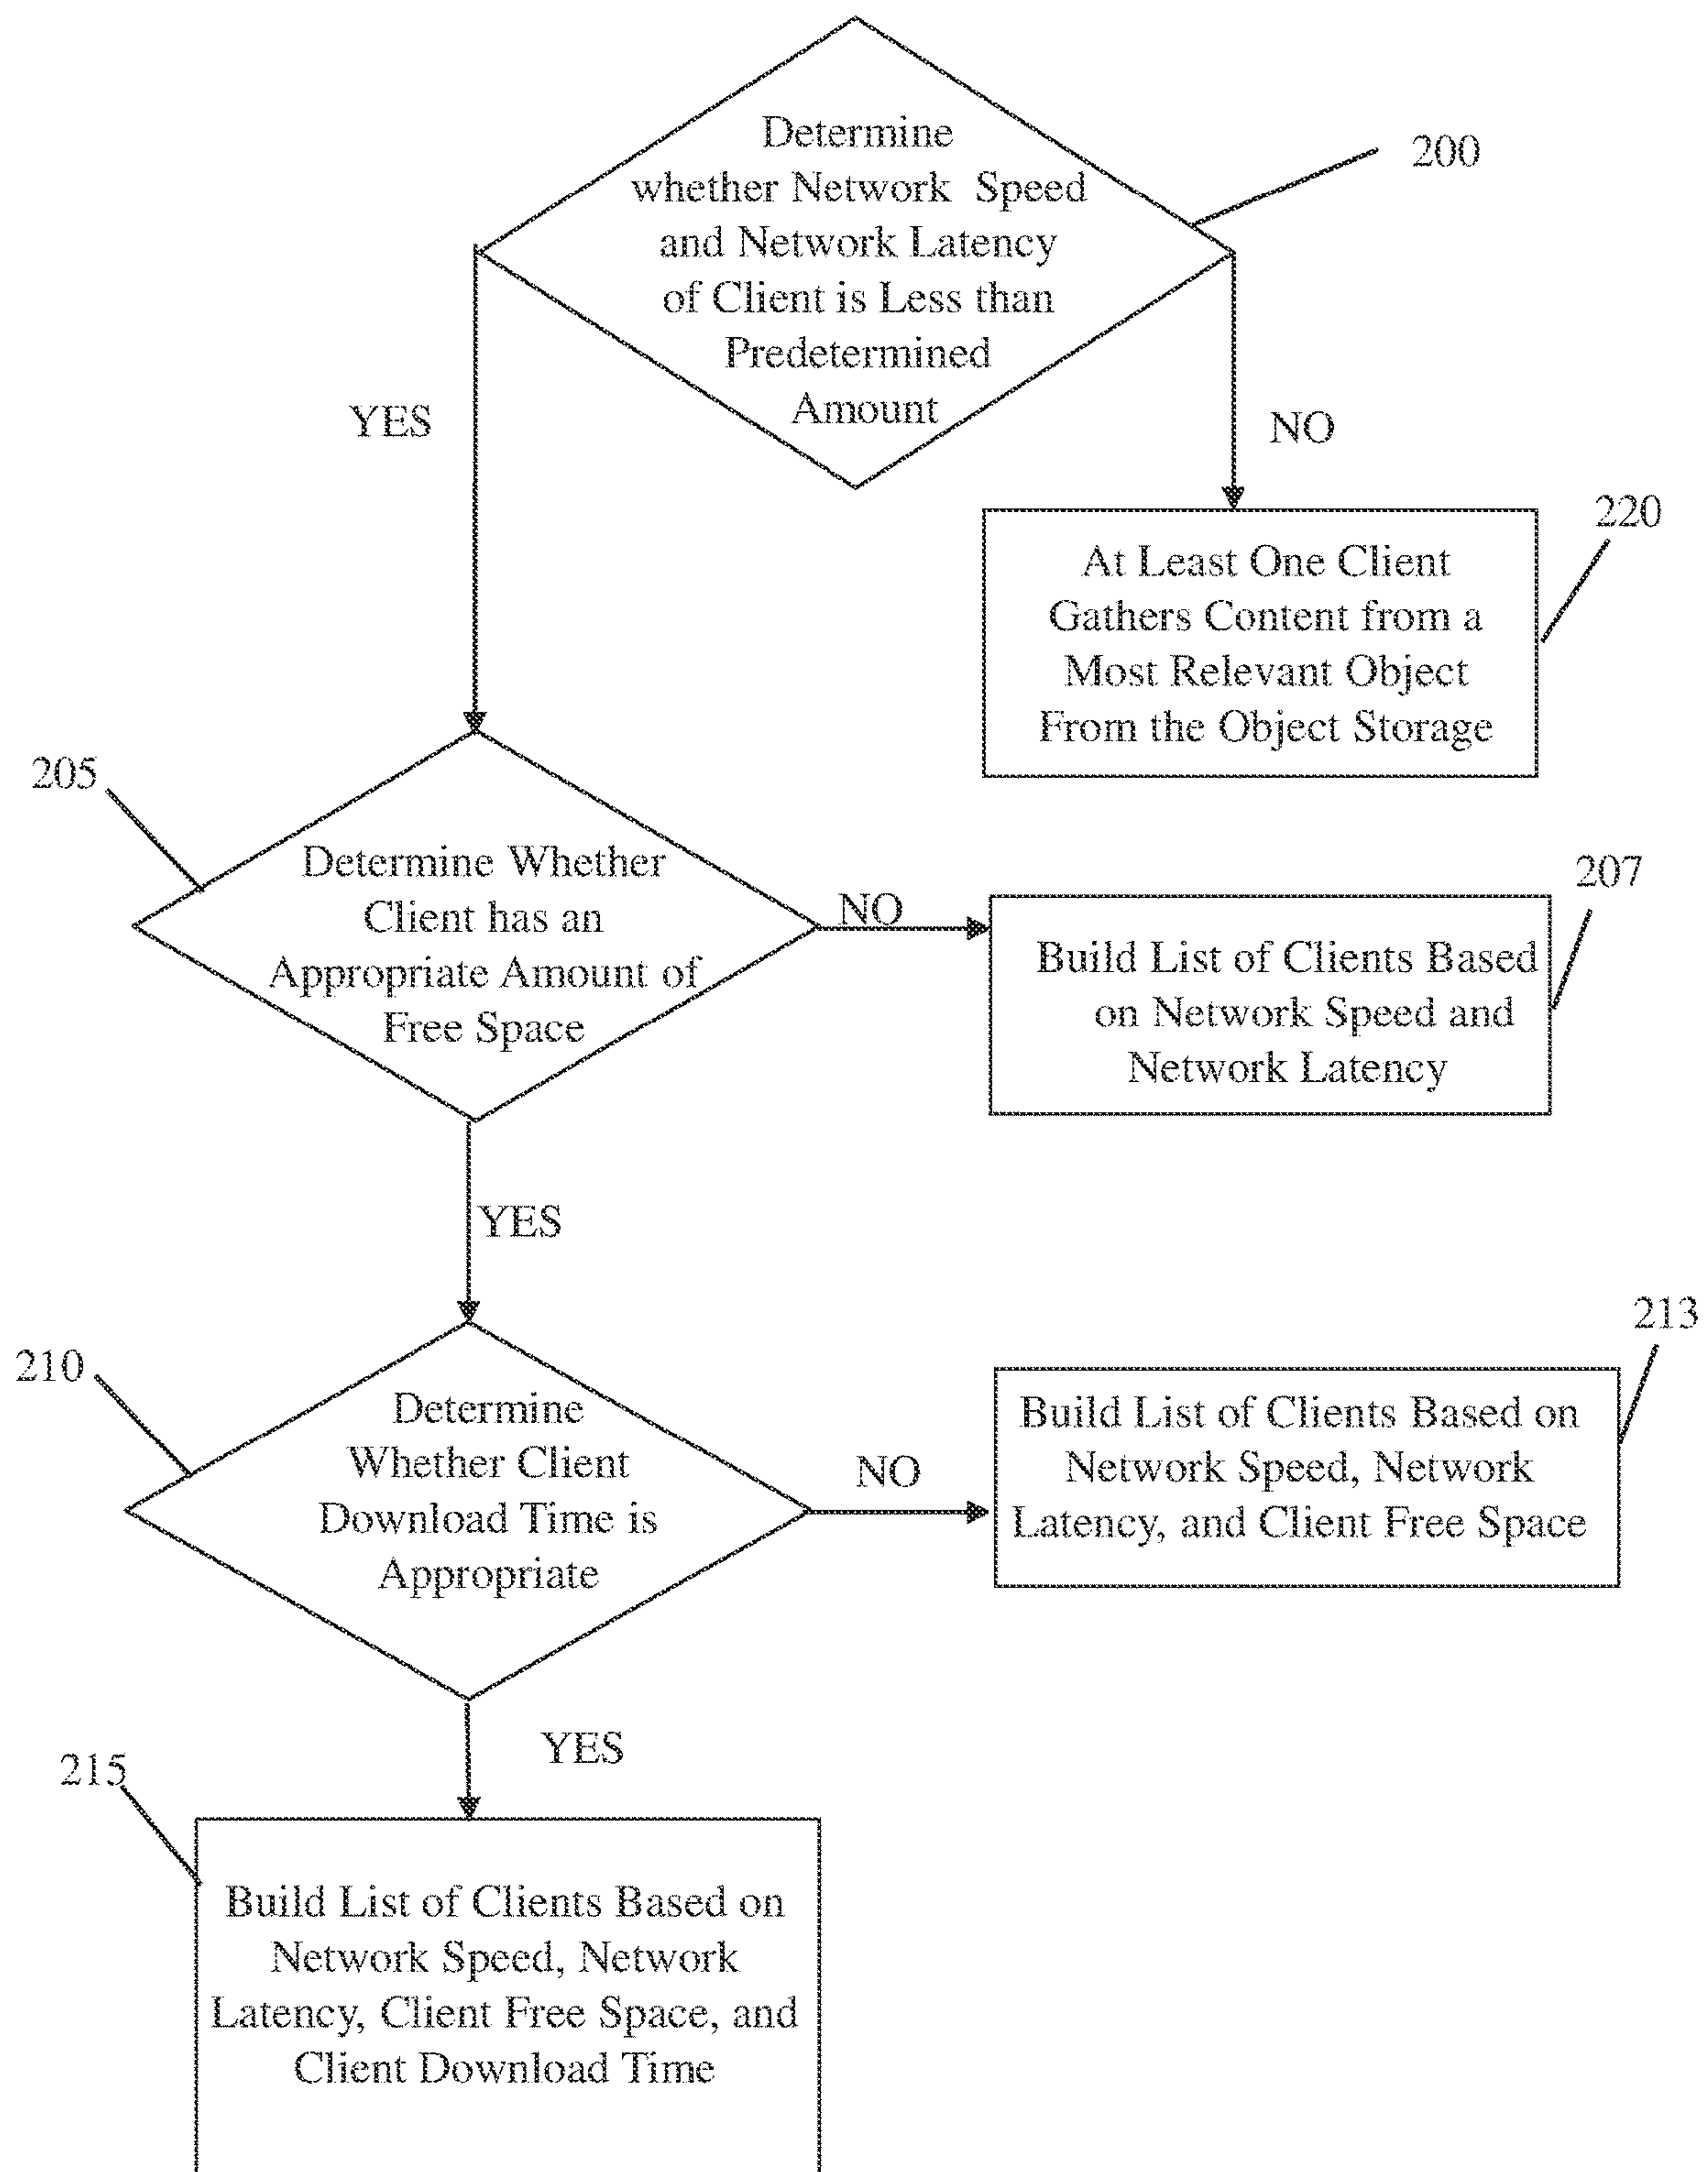 Determine
whether Network Speed
and Network Latency
of Client is Less than
Predetermined
Amount
200
YES
NO
220
At Least One Client
Gathers Content from a
Most Relevant Object
From the Object Storage
205
Determine Whether
Client has an
Appropriate Amount of
Free Space
NO
207
Build List of Clients Based
on Network Speed and
Network Latency
YES
210
Determine
Whether Client
Download Time is
Appropriate
NO
213
Build List of Clients Based on
Network Speed, Network
Latency, and Client Free Space
YES
215
Build List of Clients Based on
Network Speed, Network
Latency, Client Free Space, and
Client Download Time